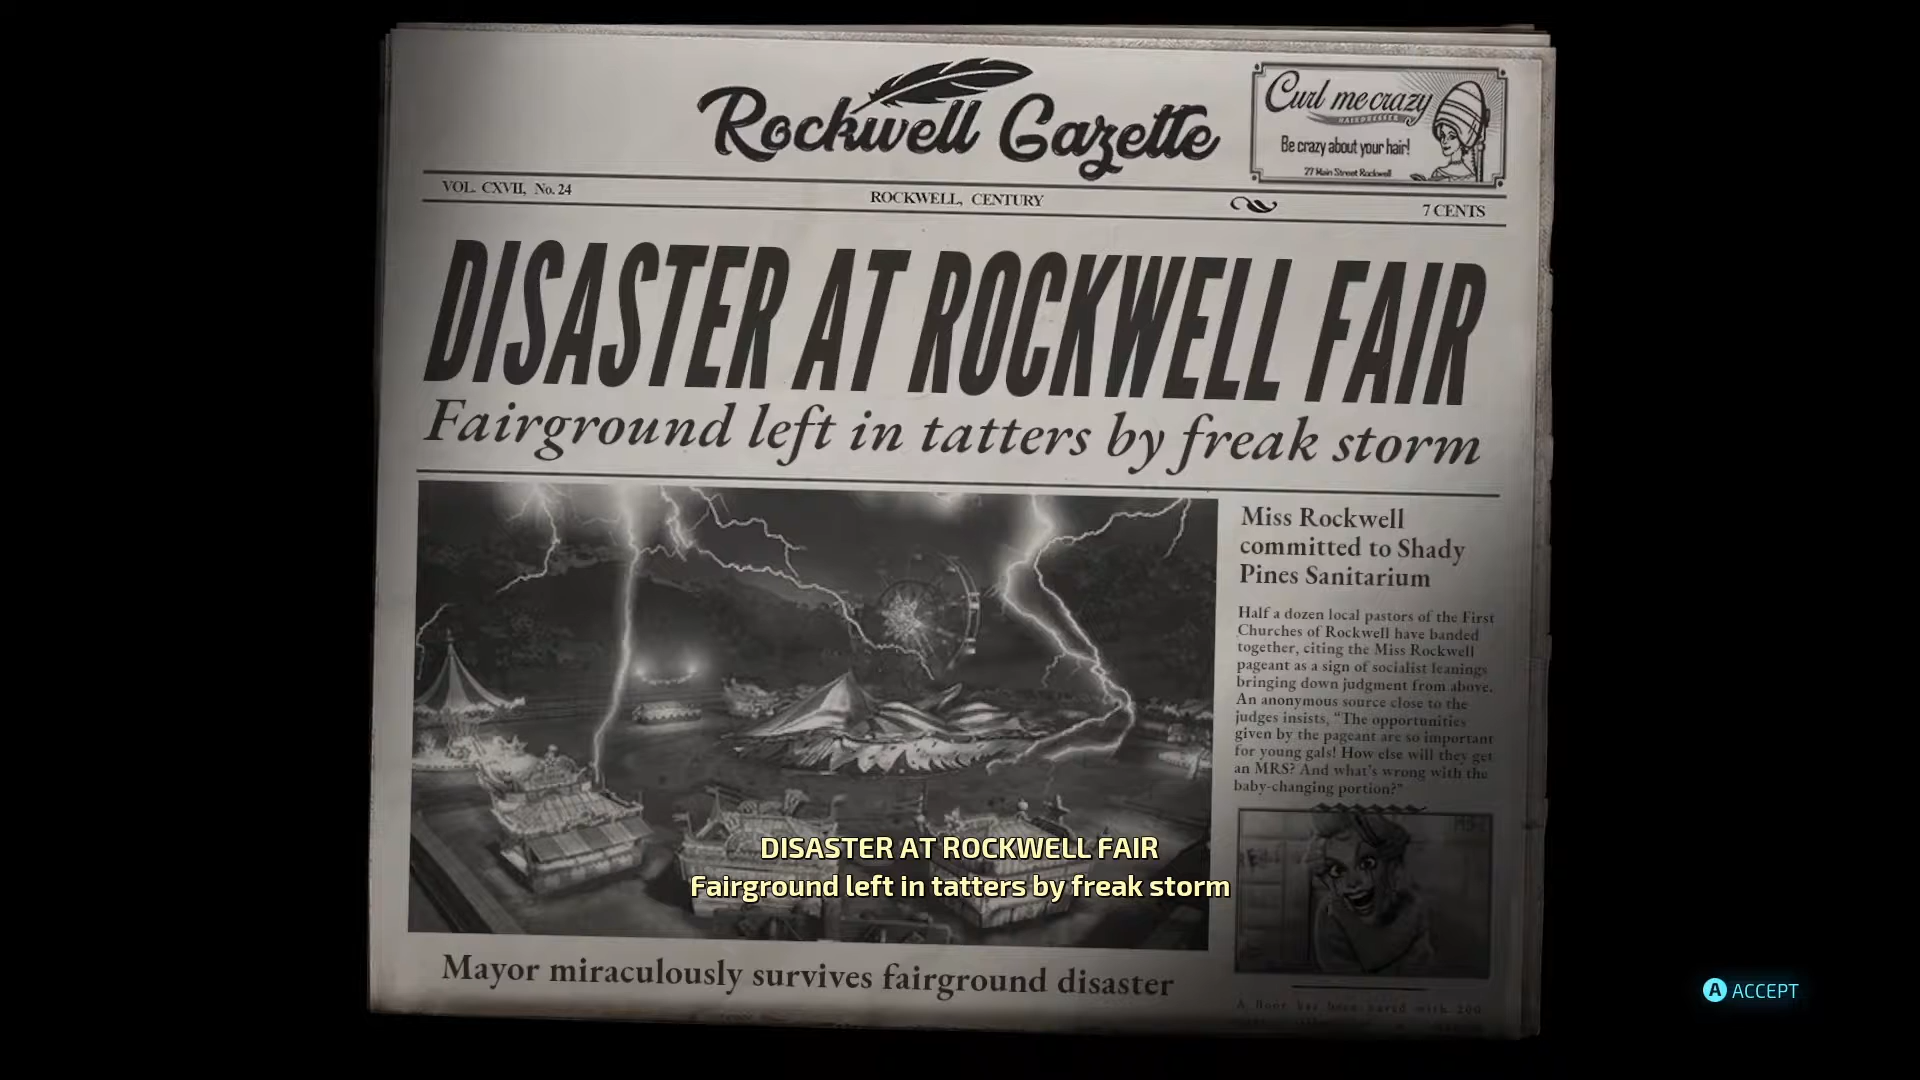 Rockwell Gazette
Curl me crazy
HAIRDRESSER
Be crazy about your hair!
27 Main Street Rockwell
VOL. CXVII, No. 24
ROCKWELL, CENTURY
7 CENTS
DISASTER AT ROCKWELL FAIR
Fairground left in tatters by freak storm
Miss Rockwell
committed to Shady
Pines Sanitarium
Half a dozen local pastors of the First
Churches of Rockwell have banded
together, citing the Miss Rockwell
pageant as a sign of socialist leanings
bringing down judgment from above.
An anonymous source close to the
judges insists, “The opportunities
given by the pageant are so important
for young gals! How else will they get
an MRS? And what’s wrong with the
baby-changing portion?”
DISASTER AT ROCKWELL FAIR
Fairground left in tatters by freak storm
Mayor miraculously survives fairground disaster
A ACCEPT